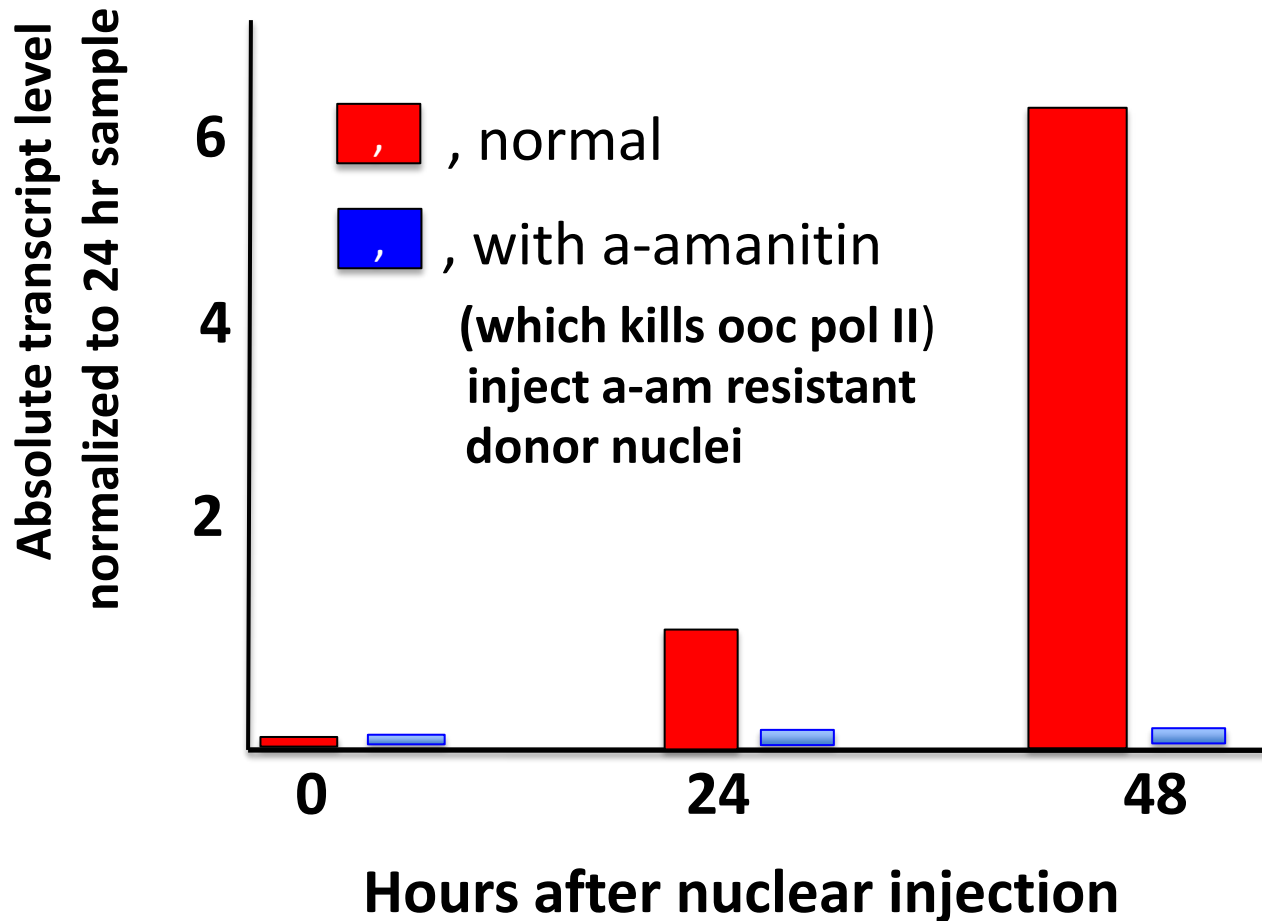 Absolute transcript level
normalized to 24 hr sample
6
4
2
, , normal
, , with a-amanitin
(which kills ooc pol II)
inject a-am resistant
donor nuclei
0 24 48
Hours after nuclear injection